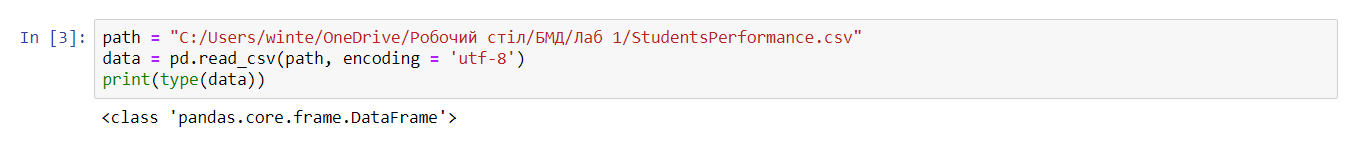 In [3]: path = "C:/Users/winte/OneDrive/Робочий стіл/БМД/Лаб 1/StudentsPerformance.csv"
data = pd.read_csv(path, encoding = 'utf-8')
print(type(data))
<class 'pandas.core.frame.DataFrame'>